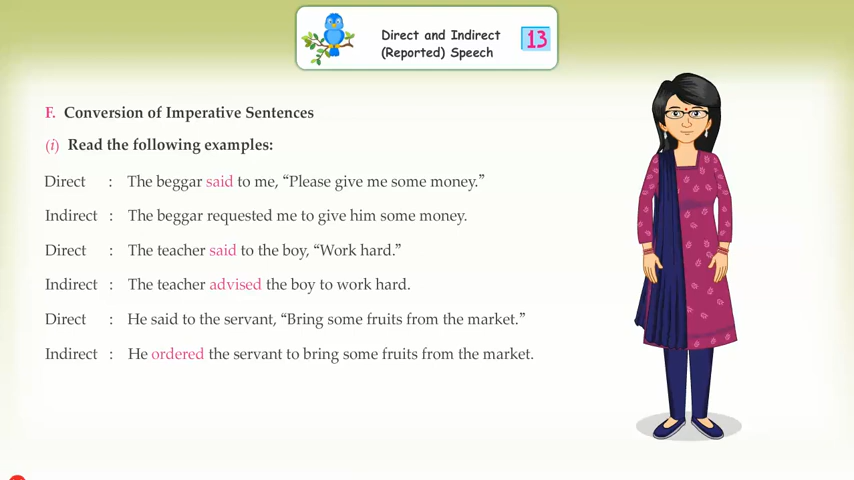 Direct and Indirect
(Reported) Speech
13
F. Conversion of Imperative Sentences
(i) Read the following examples:
Direct : The beggar said to me, “Please give me some money.”
Indirect : The beggar requested me to give him some money.
Direct : The teacher said to the boy, “Work hard.”
Indirect : The teacher advised the boy to work hard.
Direct : He said to the servant, “Bring some fruits from the market.”
Indirect : He ordered the servant to bring some fruits from the market.